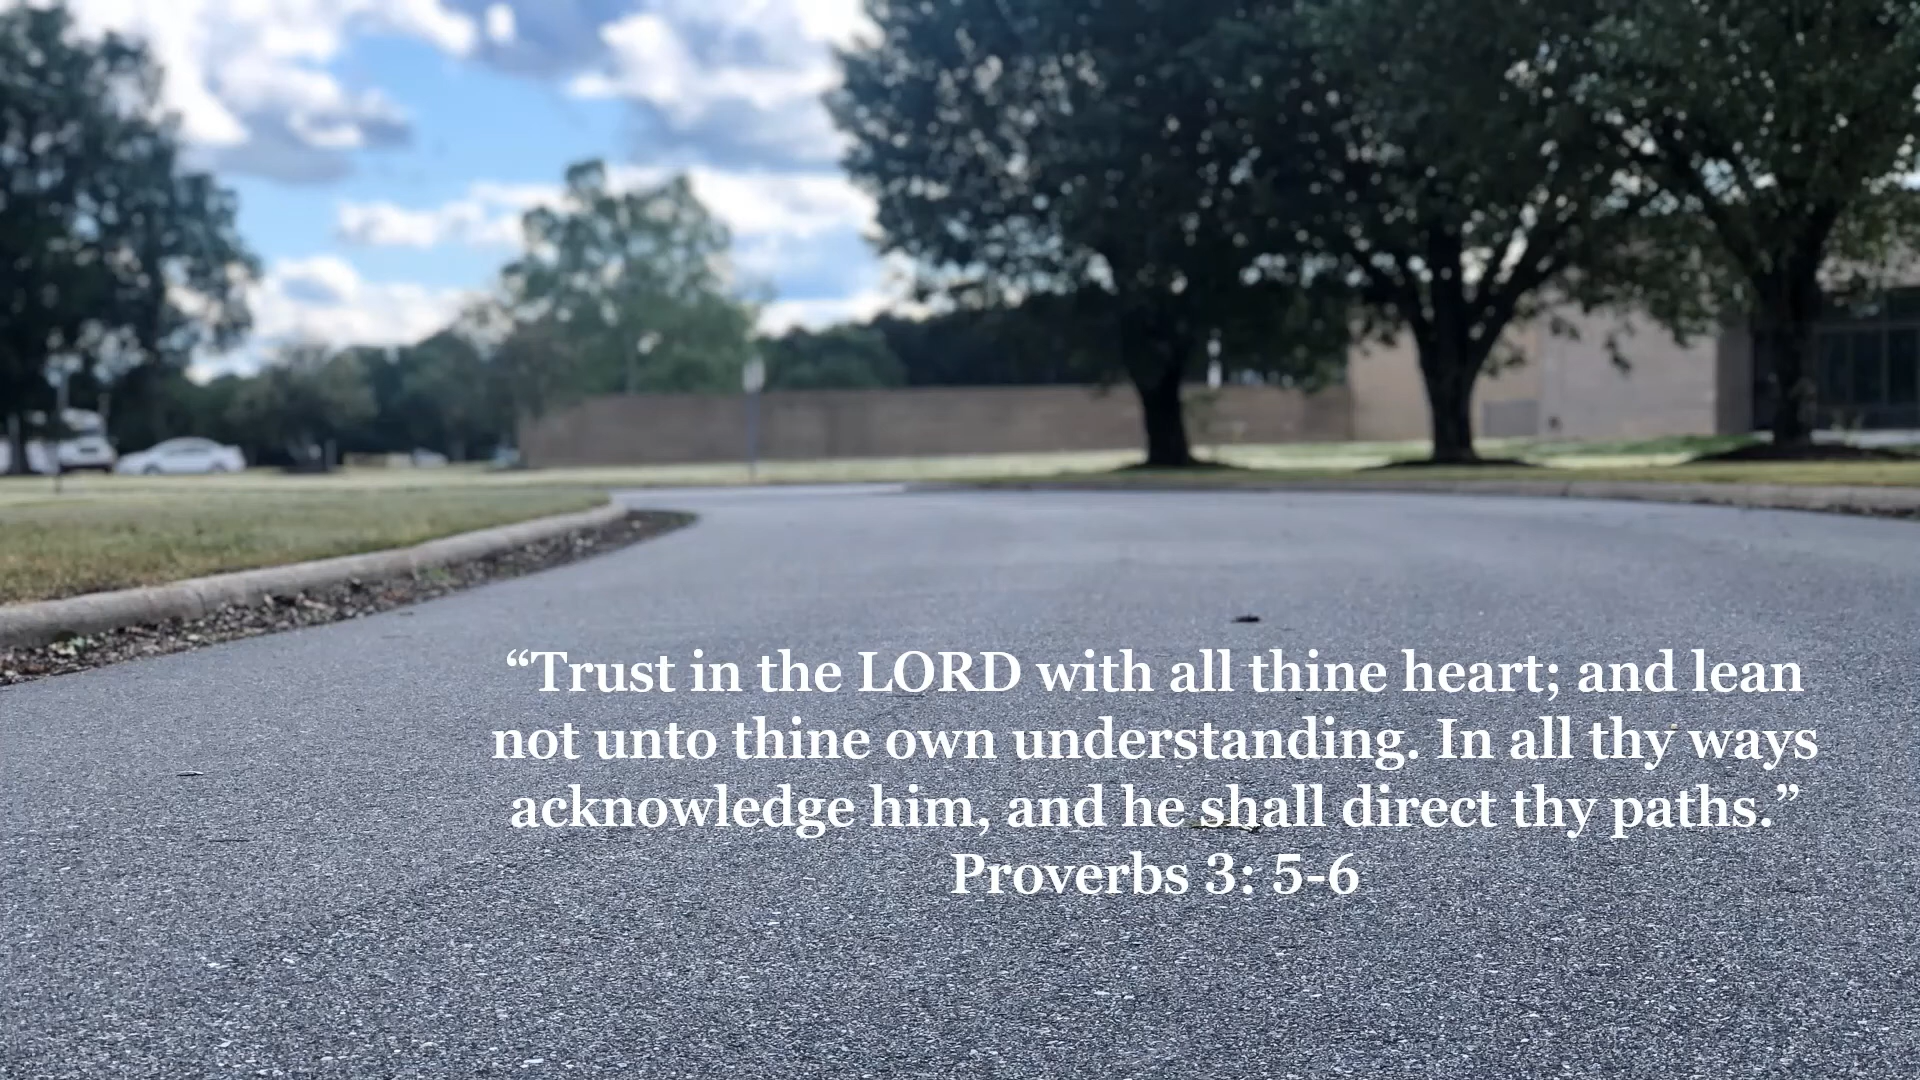 “Trust in the LORD with all thine heart; and lean
not unto thine own understanding. In all thy ways
acknowledge him, and he shall direct thy paths.”
Proverbs 3: 5-6